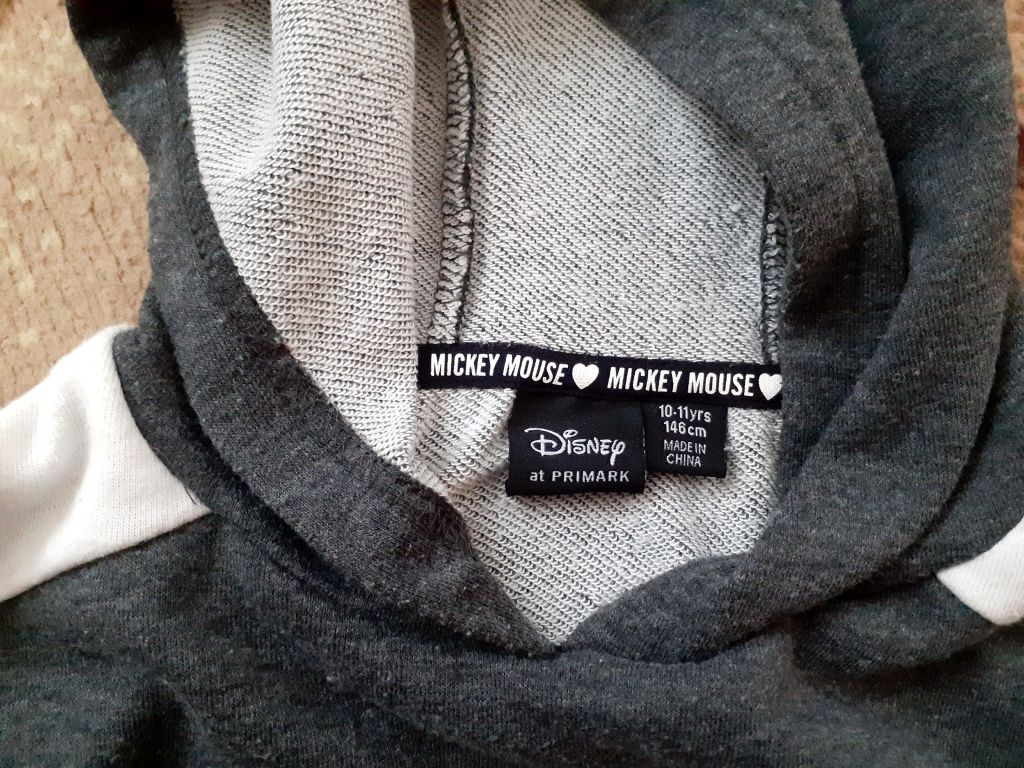 MICKEY MOUSE MICKEY MOUSE
Disney
at PRIMARK
10-11yrs
146cm
MADE IN
CHINA